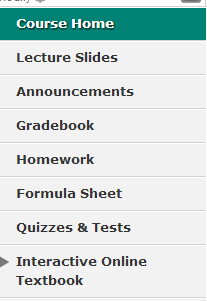 Course Home
Lecture Slides
Announcements
Gradebook
Homework
Formula Sheet
Quizzes & Tests
Interactive Online
Textbook